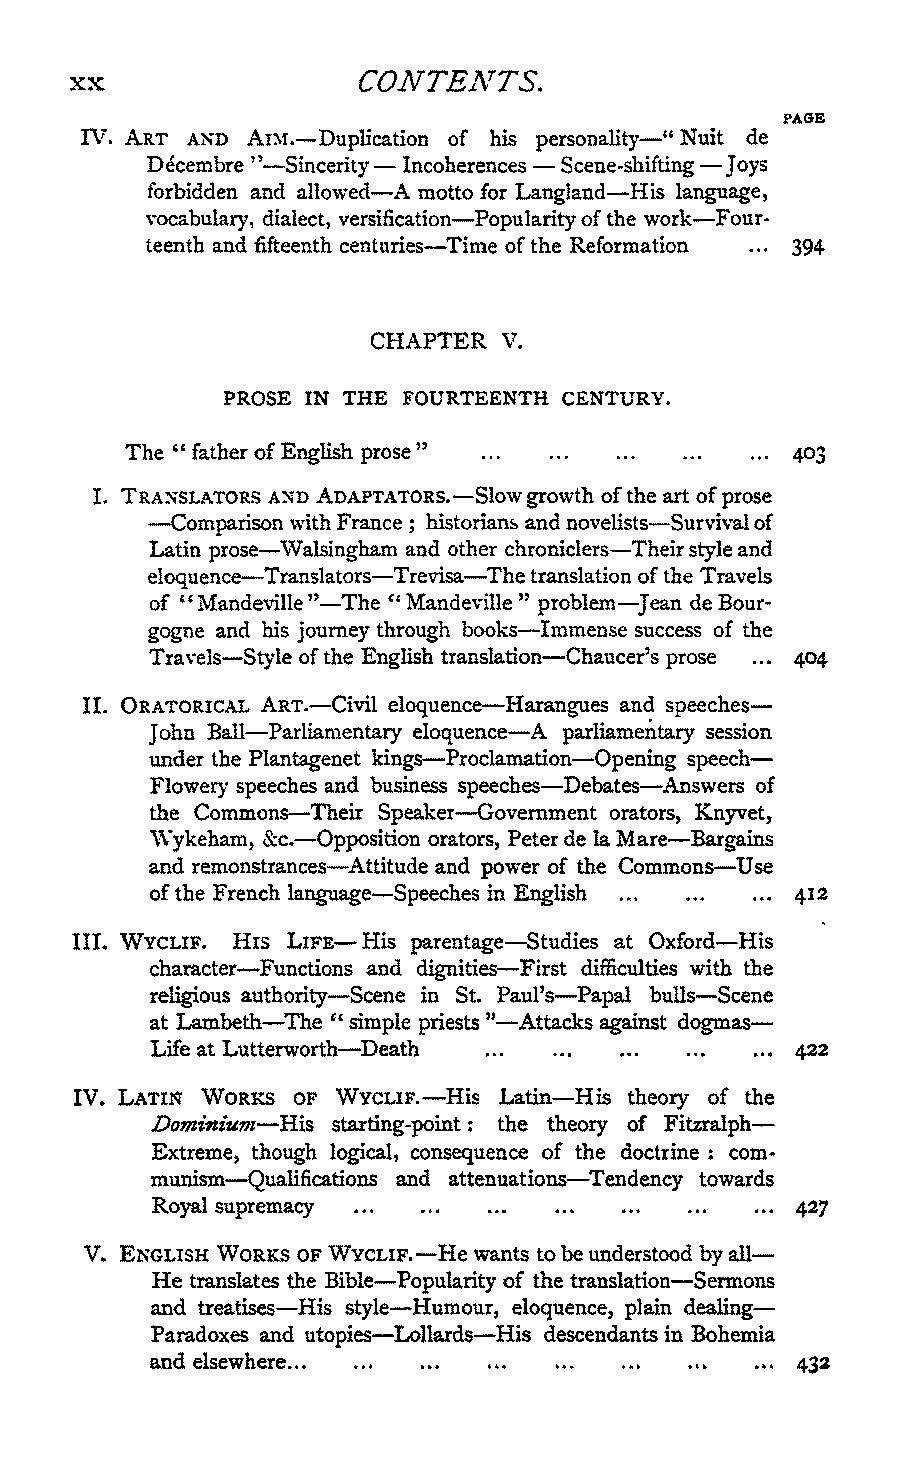 xx CONTENTS.
PAGE
IV. ART AND AIM.—Duplication of his personality—“ Nuit de
Décembre ”—Sincerity — Incoherences — Scene-shifting — Joys
forbidden and allowed—A motto for Langland—His language,
vocabulary, dialect, versification—Popularity of the work—Four-
teenth and fifteenth centuries—Time of the Reformation ... 394
CHAPTER V.
PROSE IN THE FOURTEENTH CENTURY.
The “ father of English prose ” ... ... ... ... ... 403
I. TRANSLATORS AND ADAPTATORS.—Slow growth of the art of prose
—Comparison with France ; historians and novelists—Survival of
Latin prose—Walsingham and other chroniclers—Their style and
eloquence—Translators—Trevisa—The translation of the Travels
of “ Mandeville ”—The “ Mandeville ” problem—Jean de Bour-
gogne and his journey through books—Immense success of the
Travels—Style of the English translation—Chaucer's prose ... 404
II. ORATORICAL ART.—Civil eloquence—Harangues and speeches—
John Ball—Parliamentary eloquence—A parliamentary session
under the Plantagenet kings—Proclamation—Opening speech—
Flowery speeches and business speeches—Debates—Answers of
the Commons—Their Speaker—Government orators, Knyvet,
Wykeham, &c.—Opposition orators, Peter de la Mare—Bargains
and remonstrances—Attitude and power of the Commons—Use
of the French language—Speeches in English ... ... ... 412
III. WYCLIF. HIS LIFE— His parentage—Studies at Oxford—His
character—Functions and dignities—First difficulties with the
religious authority—Scene in St. Paul's—Papal bulls—Scene
at Lambeth—The “ simple priests ”—Attacks against dogmas—
Life at Lutterworth—Death ... ... ... ... ... 422
IV. LATIN WORKS OF WYCLIF.—His Latin—His theory of the
Dominium—His starting-point : the theory of Fitzralph—
Extreme, though logical, consequence of the doctrine : com-
munism—Qualifications and attenuations—Tendency towards
Royal supremacy ... ... ... ... ... ... ... 427
V. ENGLISH WORKS OF WYCLIF.—He wants to be understood by all—
He translates the Bible—Popularity of the translation—Sermons
and treatises—His style—Humour, eloquence, plain dealing—
Paradoxes and utopies—Lollards—His descendants in Bohemia
and elsewhere... ... ... ... ... ... ... ... 432